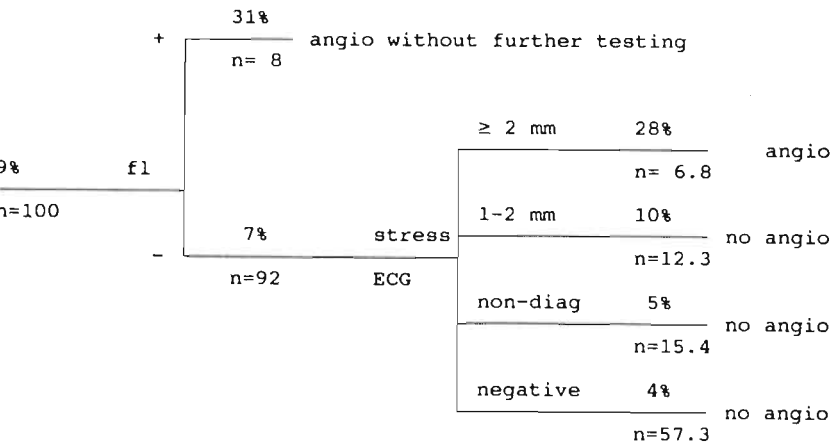 31%
+ angio without further testing
n= 8
≥ 2 mm 28%
angio
9% fl
n= 6.8
n=100
1-2 mm 10%
7% stress
no angio
- n=12.3
n=92 ECG
non-diag 5%
no angio
n=15.4
negative 4%
no angio
n=57.3